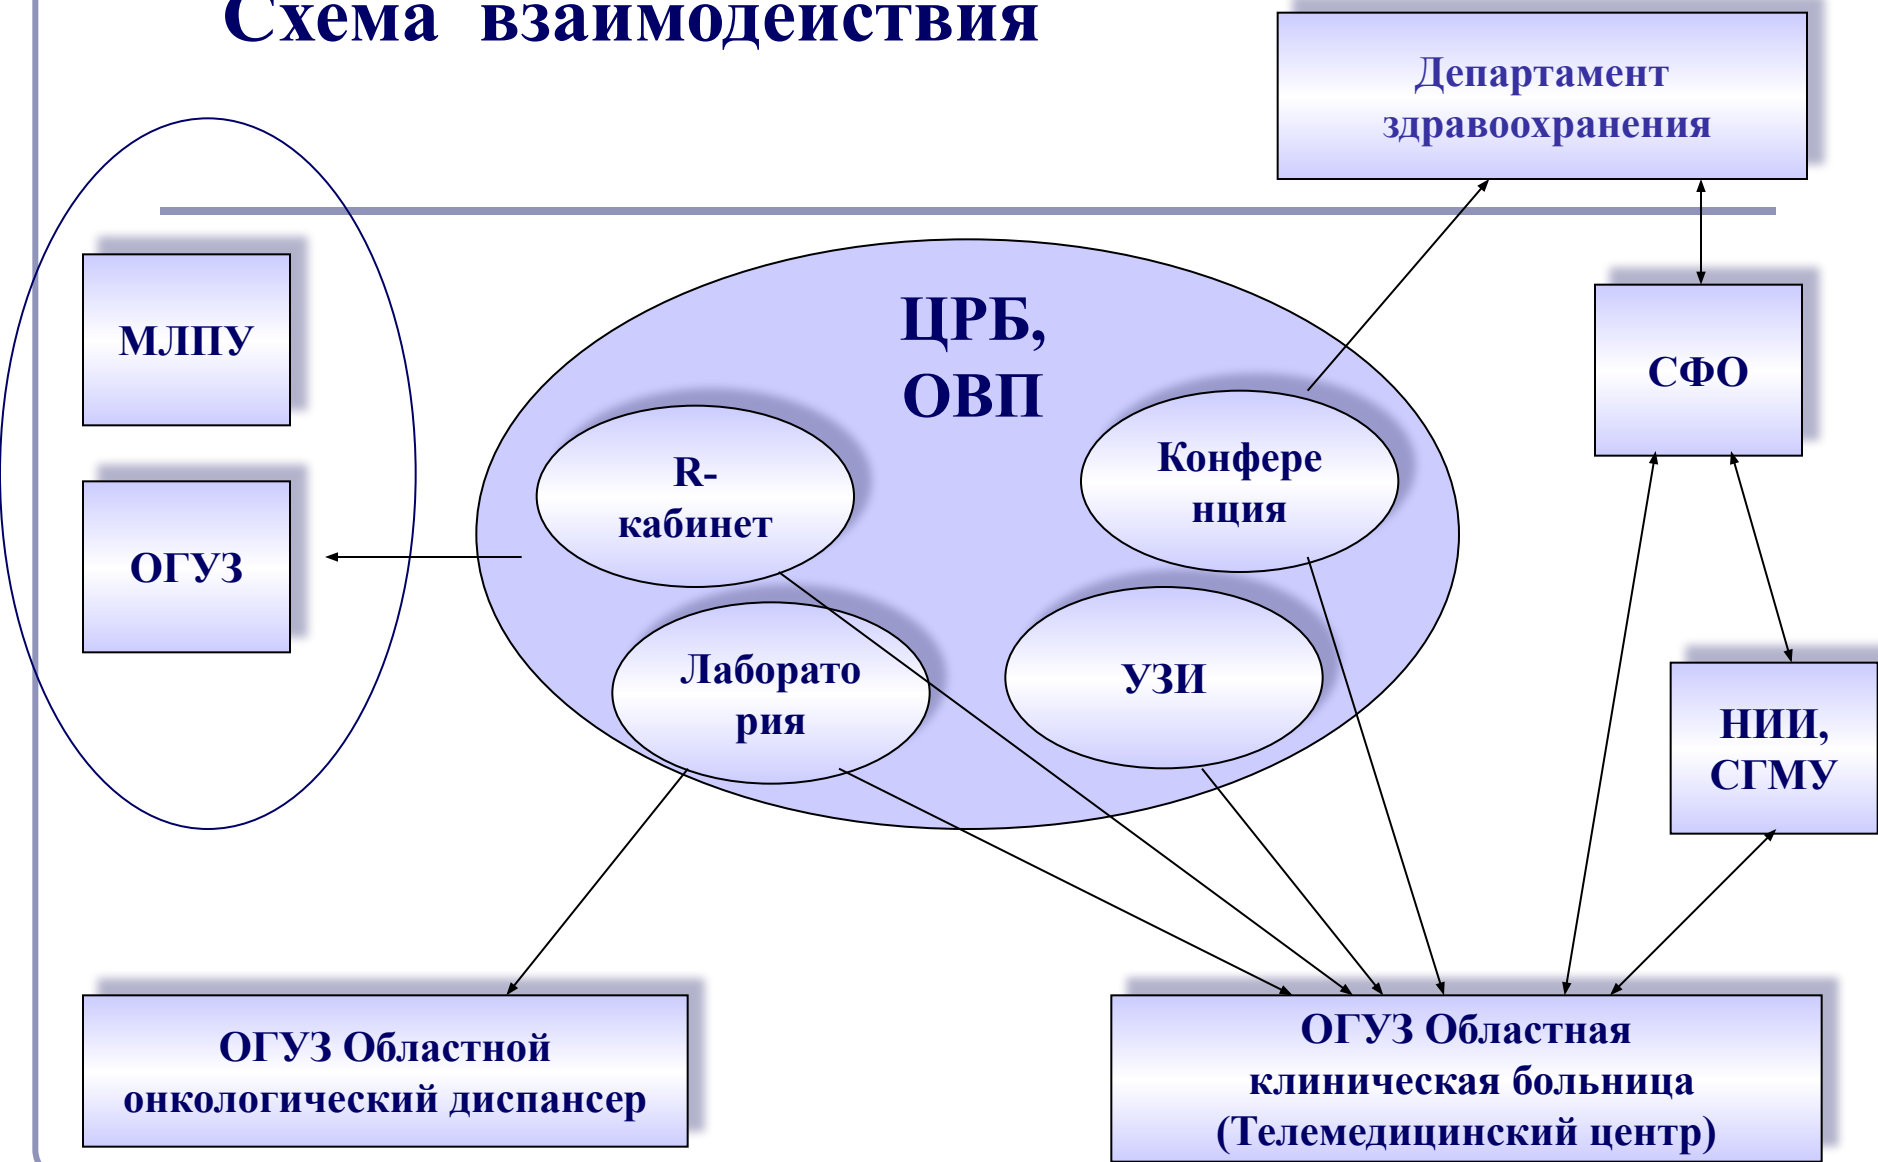 Схема взаимодействия
Департамент
здравоохранения
МЛПУ
ОГУЗ
ЦРБ,
ОВП
R-
кабинет
Конфере
нция
Лаборато
рия
УЗИ
СФО
НИИ,
СГМУ
ОГУЗ Областной
онкологический диспансер
ОГУЗ Областная
клиническая больница
(Телемедицинский центр)